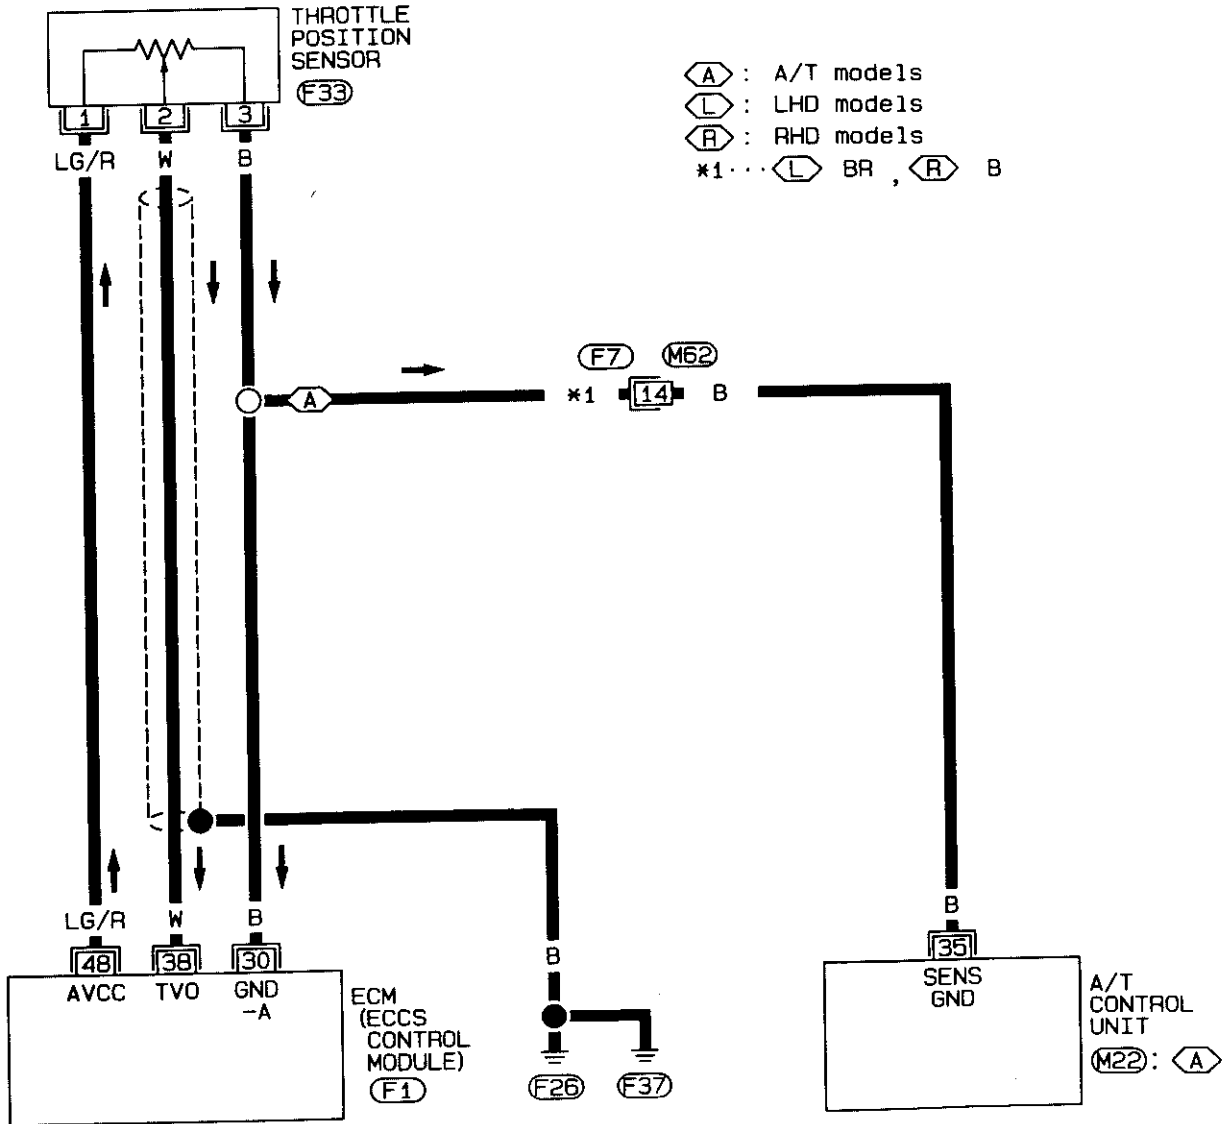 THROTTLE
POSITION
SENSOR
F33
1 2 3
LG/R W B
A : A/T models
L : LHD models
R : RHD models
*1··· L BR , R B
F7 M62
A *1 14 B
LG/R W B
B
B
48 38 30
35
AVCC TVO GND
-A
ECM
(ECCS
CONTROL
MODULE)
F1
SENS
GND
A/T
CONTROL
UNIT
M22 : A
F26 F37